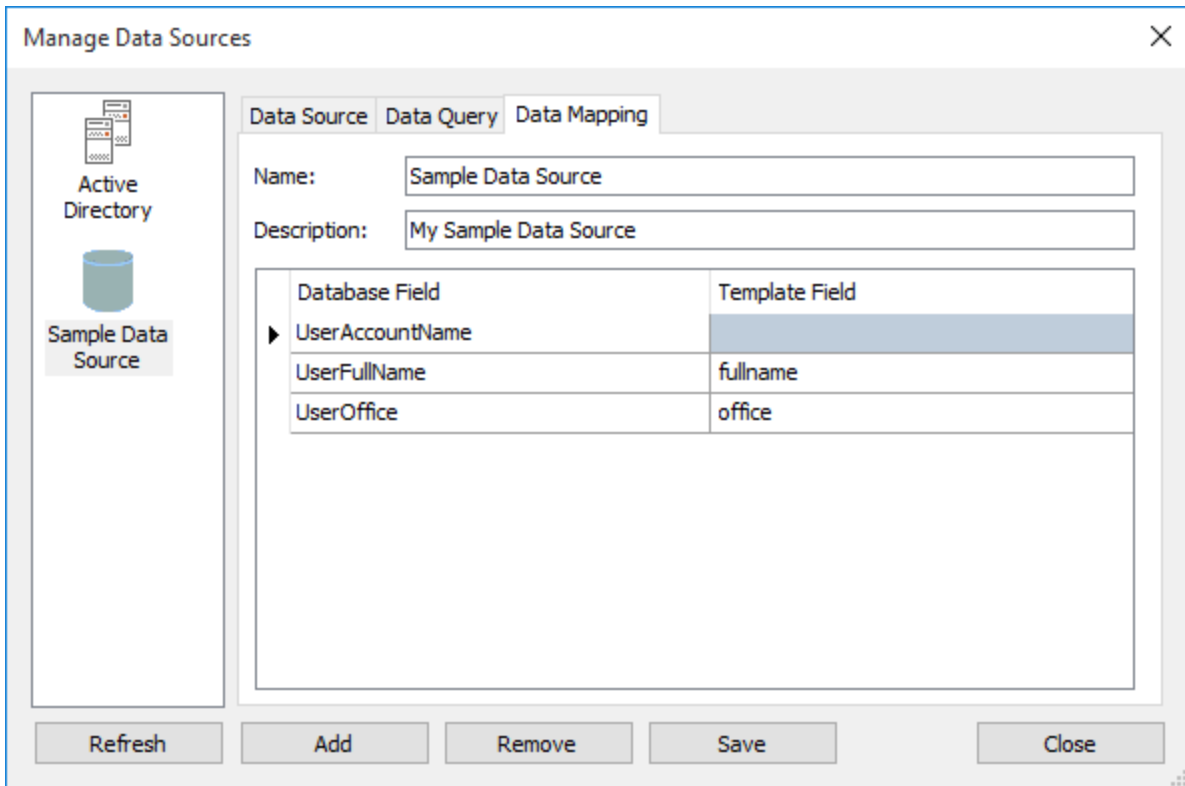 Manage Data Sources
Active
Directory
Sample Data
Source
Data Source Data Query Data Mapping
Name: Sample Data Source
Description: My Sample Data Source
Database Field Template Field
UserAccountName
UserFullName fullname
UserOffice office
Refresh Add Remove Save Close